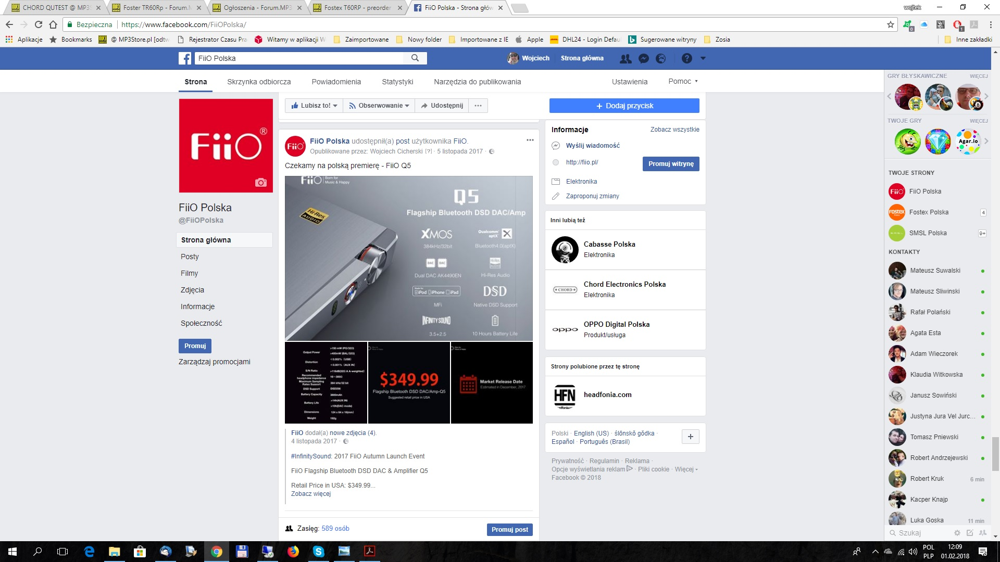 CHORD QUTEST @ MP3S
Foster TR60Rp - Forum.M
Ogłoszenia - Forum.MP3
Fostex T60RP - preorder
FiiO Polska - Strona głów
wojtek
Bezpieczna
https://www.facebook.com/FiiOPolska/
Aplikacje
Bookmarks
@ MP3Store.pl [odtw
Rejestrator Czasu Pra
Witamy w aplikacji W
Zaimportowane
Nowy folder
Importowane z IE
Apple
DHL24 - Login Defaul
Sugerowane witryny
Zosia
Inne zakładki
FiiO Polska
Wojciech
Strona główna
Strona
Skrzynka odbiorcza
Powiadomienia
Statystyki
Narzędzia do publikowania
Ustawienia
Pomoc
FiiO®
FiiO Polska
@FiiOPolska
Strona główna
Posty
Filmy
Zdjęcia
Informacje
Społeczność
Promuj
Zarządzaj promocjami
Lubisz to!
Obserwowanie
Udostępnij
+ Dodaj przycisk
FiiO
FiiO Polska udostępnił(a) post użytkownika FiiO.
Opublikowane przez: Wojciech Cicherski [?] · 5 listopada 2017 ·
Czekamy na polską premierę - FiiO Q5
FiiO Born for
Music & Happy
Hi-Res
AUDIO
Q5
Flagship Bluetooth DSD DAC/Amp
XMOS
384kHz/32bit
Qualcomm
aptX
Bluetooth4.0(aptX)
DAC DAC
Dual DAC AK4490EN
Hi-Res
AUDIO
Hi-Res Audio
Made for
iPod iPhone iPad
MFi
DSD
Native DSD Support
INFINITY SOUND
3.5+2.5
10 Hours Battery Life
Output Power >150 mW (PO/32Ω)
>400mW (BAL/32Ω)
Distortion < 0.002% (USB)
< 0.001% (AUX IN)
S/N Ratio >118dB(32Ω A A-weighted)
Recommended
headphone impedance 16~300Ω
Maximum Sampling
Rates Support 384 kHz/32 bit
DSD Support DSD256
Battery Capacity 3800mAh
Battery Life >14h(AUX IN)
>10h(DAC mode)
Dimensions 124 x 64 x 16(mm)
Weight 192g
$349.99
Flagship Bluetooth DSD DAC/Amp-Q5
Suggested retail price in USA
Market Release Date
Estimated in December, 2017
FiiO dodał(a) nowe zdjęcia (4).
4 listopada 2017 ·
#InfinitySound: 2017 FiiO Autumn Launch Event
FiiO Flagship Bluetooth DSD DAC & Amplifier Q5
Retail Price in USA: $349.99...
Zobacz więcej
Zasięg: 589 osób
Promuj post
Informacje
Zobacz wszystkie
Wyślij wiadomość
http://fiio.pl/
Promuj witrynę
Elektronika
Zaproponuj zmiany
Inni lubią też
Cabasse Polska
Elektronika
CHORD
Chord Electronics Polska
Elektronika
oppo
OPPO Digital Polska
Produkt/usługa
Strony polubione przez tę stronę
HFN
headfonia.com
Polski · English (US) · ślōnskŏ gŏdka ·
Español · Português (Brasil)
Prywatność · Regulamin · Reklama ·
Opcje wyświetlania reklam · Pliki cookie · Więcej
Facebook © 2018
GRY BŁYSKAWICZNE
WIĘCEJ
TWOJE GRY
WIĘCEJ
Agar.io
TWOJE STRONY
FiiO Polska
Fostex Polska
4
SMSL Polska
9+
KONTAKTY
Mateusz Suwalski
Mateusz Sliwinski
Rafał Polański
Agata Esta
Adam Wieczorek
Klaudia Witkowska
Janusz Sowiński
Justyna Jura Vel Jurc...
Tomasz Pniewski
Robert Andrzejewski
Robert Kruk
6 min
Kacper Knajp
Luka Goska
11 min
Szukaj
POL
PLP
12:09
01.02.2018